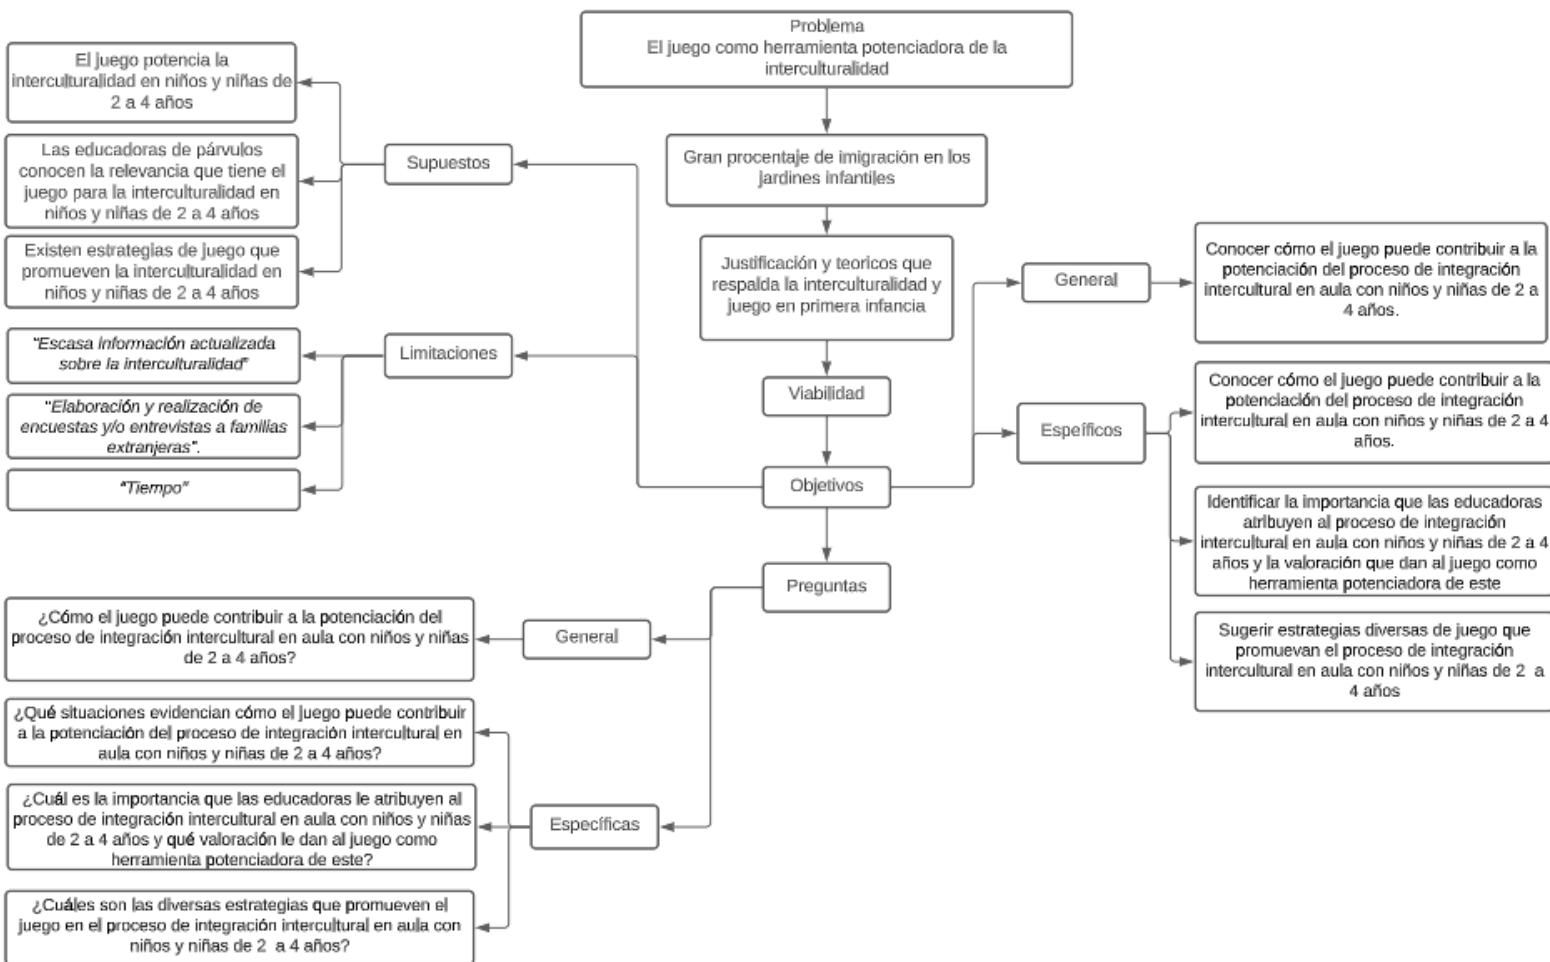 Problema
El juego como herramienta potenciadora de la
interculturalidad
Gran procentaje de imigración en los
jardines infantiles
Justificación y teoricos que
respalda la interculturalidad y
juego en primera infancia
Viabilidad
Objetivos
Preguntas
Supuestos
El juego potencia la
interculturalidad en niños y niñas de
2 a 4 años
Las educadoras de párvulos
conocen la relevancia que tiene el
juego para la interculturalidad en
niños y niñas de 2 a 4 años
Existen estrategias de juego que
promueven la interculturalidad en
niños y niñas de 2 a 4 años
Limitaciones
"Escasa información actualizada
sobre la interculturalidad"
"Elaboración y realización de
encuestas y/o entrevistas a familias
extranjeras".
"Tiempo"
General
Conocer cómo el juego puede contribuir a la
potenciación del proceso de integración
intercultural en aula con niños y niñas de 2 a
4 años.
Espeíficos
Conocer cómo el juego puede contribuir a la
potenciación del proceso de integración
intercultural en aula con niños y niñas de 2 a 4
años.
Identificar la importancia que las educadoras
atribuyen al proceso de integración
intercultural en aula con niños y niñas de 2 a 4
años y la valoración que dan al juego como
herramienta potenciadora de este
Sugerir estrategias diversas de juego que
promuevan el proceso de integración
intercultural en aula con niños y niñas de 2 a
4 años
General
¿Cómo el juego puede contribuir a la potenciación del
proceso de integración intercultural en aula con niños y niñas
de 2 a 4 años?
Específicas
¿Qué situaciones evidencian cómo el juego puede contribuir
a la potenciación del proceso de integración intercultural en
aula con niños y niñas de 2 a 4 años?
¿Cuál es la importancia que las educadoras le atribuyen al
proceso de integración intercultural en aula con niños y niñas
de 2 a 4 años y qué valoración le dan al juego como
herramienta potenciadora de este?
¿Cuáles son las diversas estrategias que promueven el
juego en el proceso de integración intercultural en aula con
niños y niñas de 2 a 4 años?